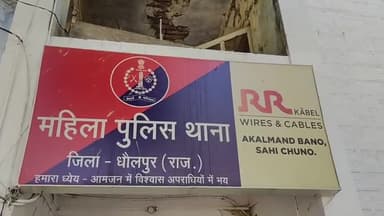 महिला पुलिस थाना
जिला - धौलपुर (राज.)
हमारा ध्येय - आमजन में विश्वास अपराधियों में भय
RR KABEL
WIRES & CABLES
AKALMAND BANO,
SAHI CHUNO.